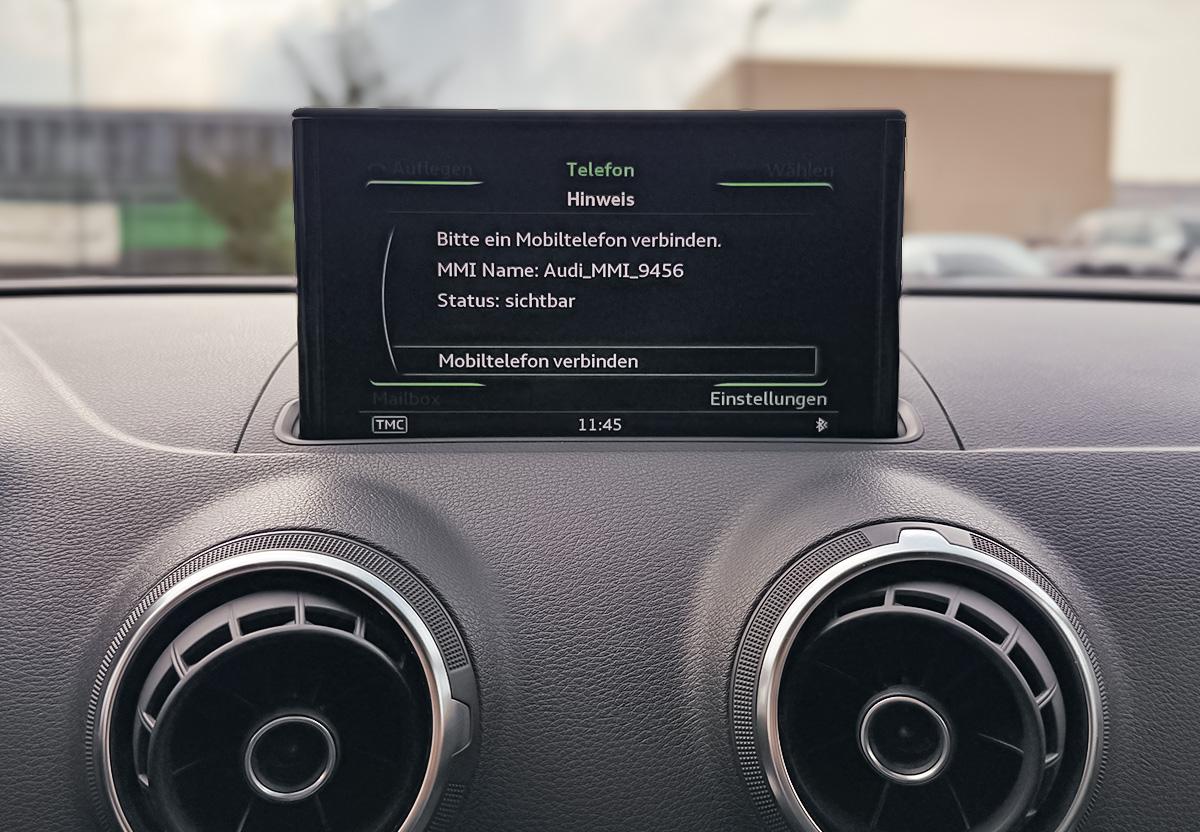 Auflegen Telefon Wählen
Hinweis
Bitte ein Mobiltelefon verbinden.
MMI Name: Audi_MMI_9456
Status: sichtbar
Mobiltelefon verbinden
Mailbox Einstellungen
TMC 11:45